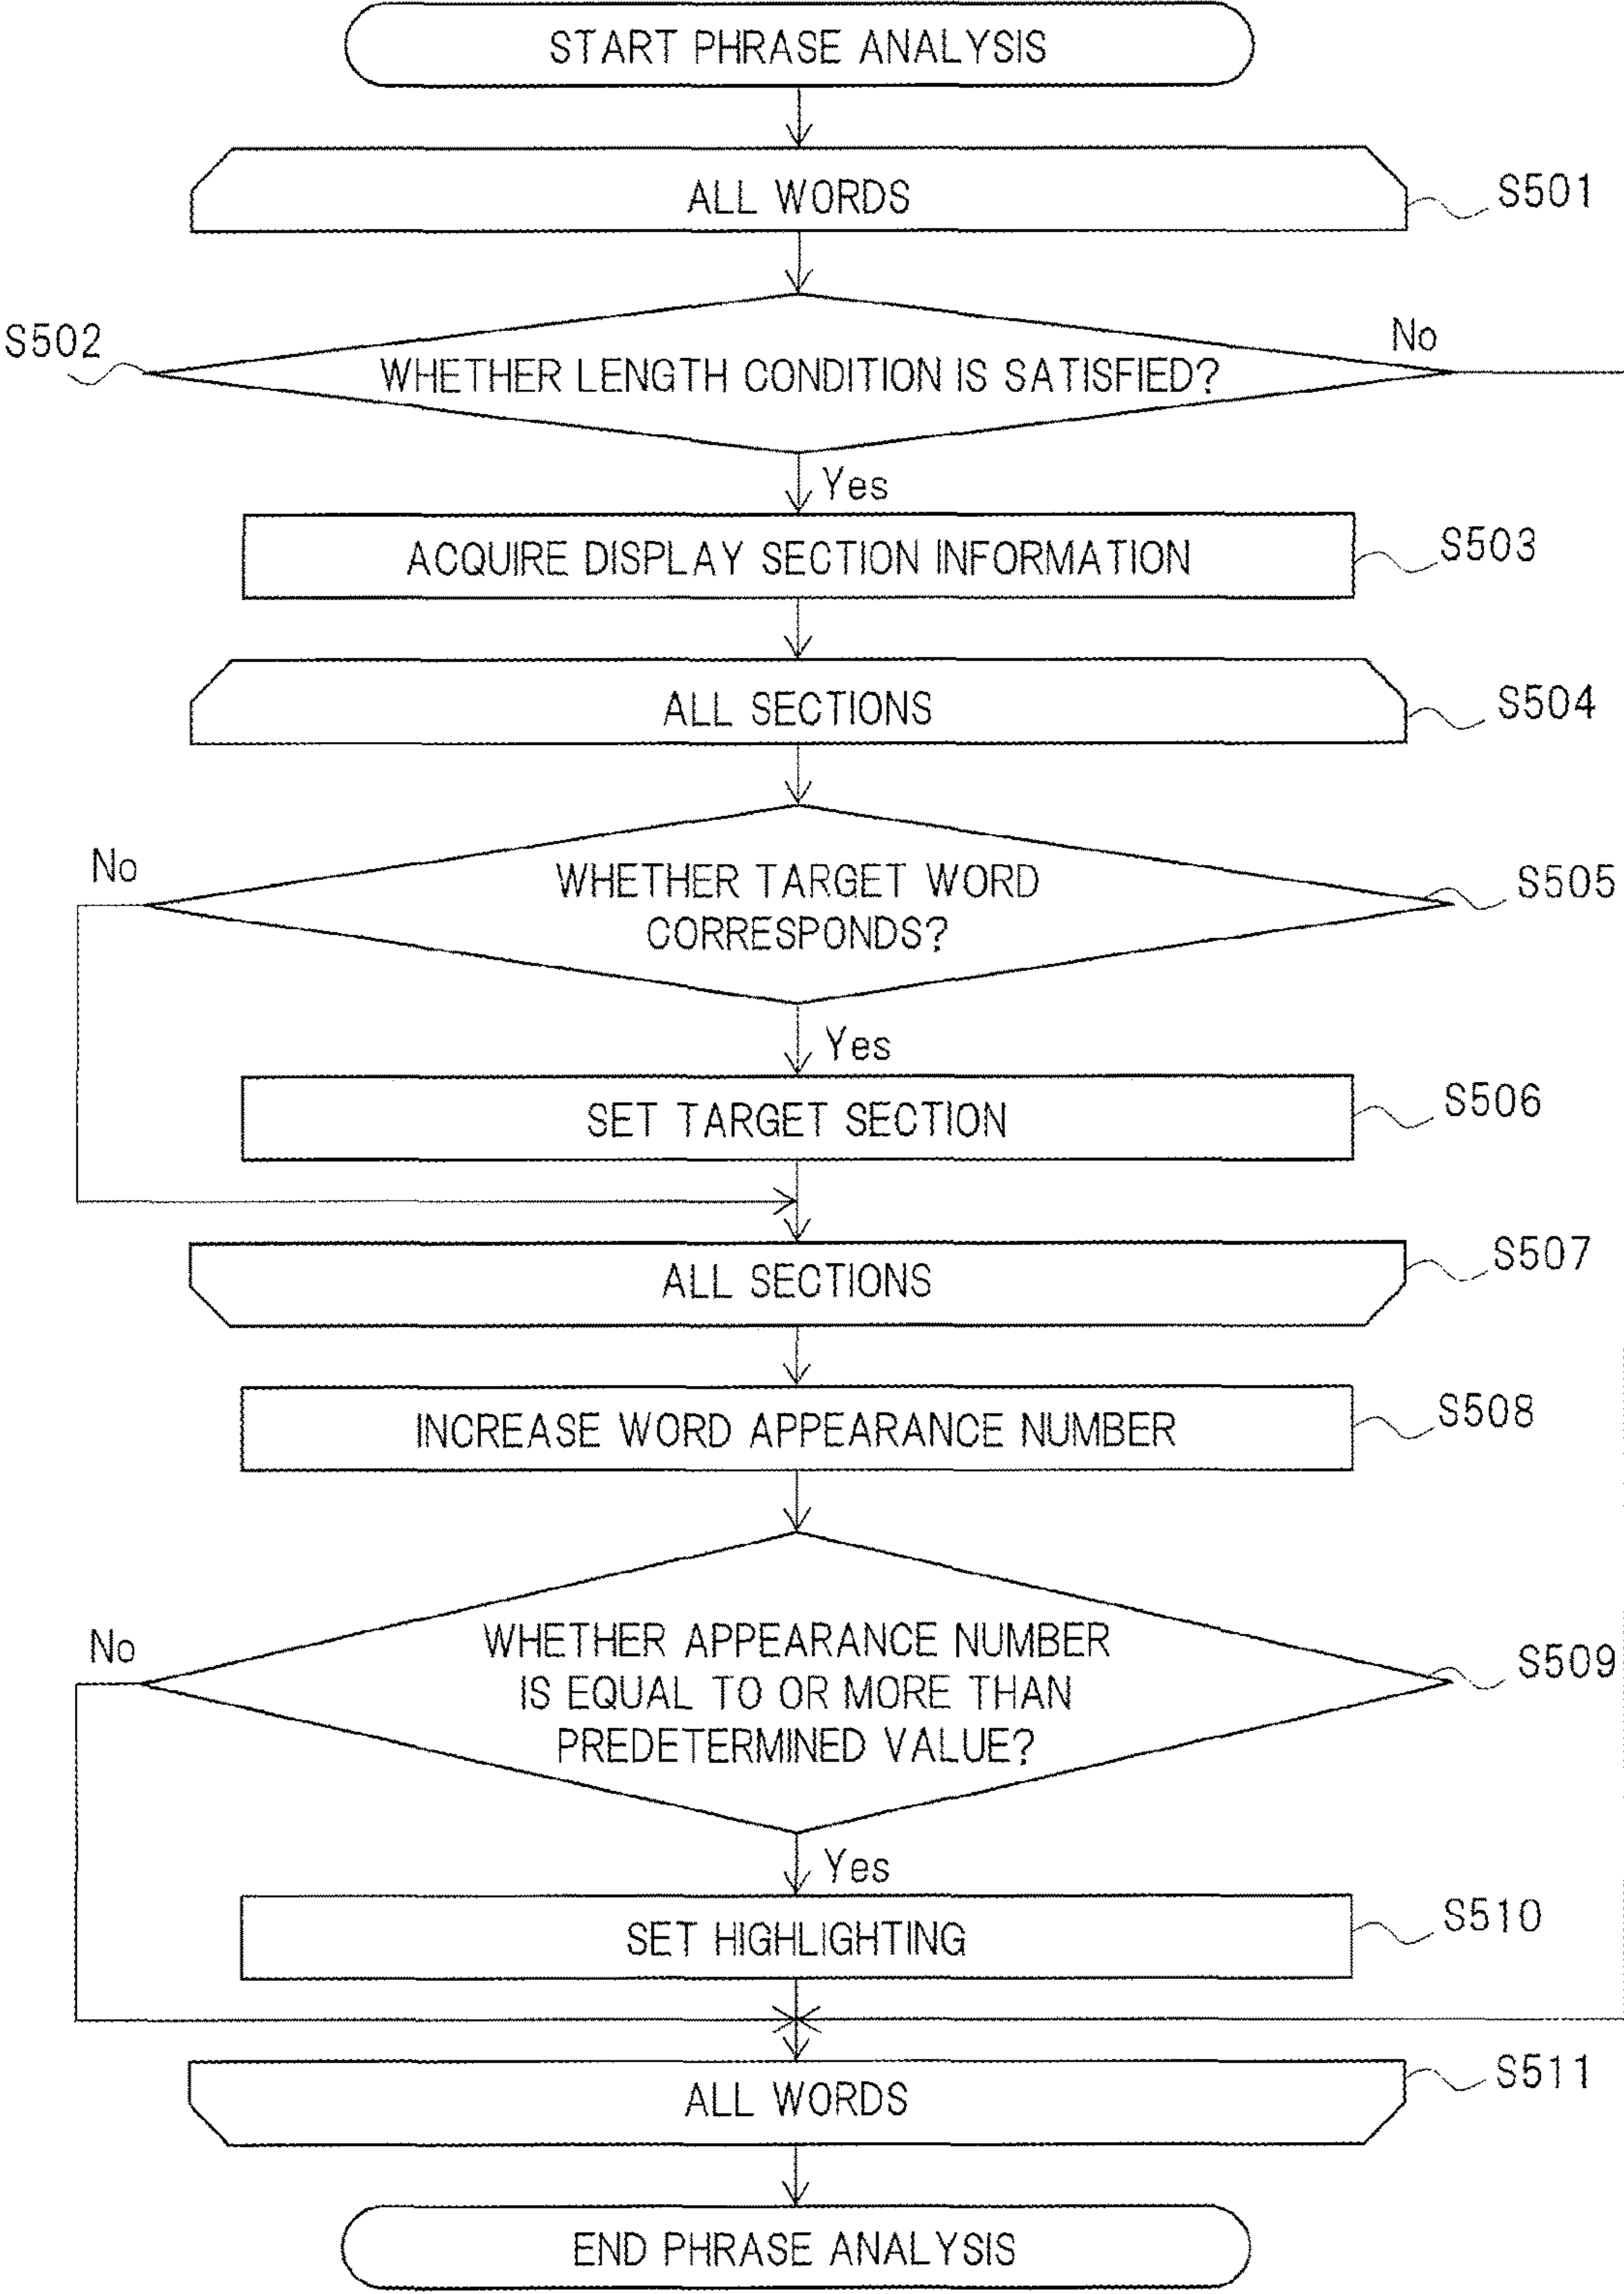 START PHRASE ANALYSIS
ALL WORDS
S501
S502
WHETHER LENGTH CONDITION IS SATISFIED?
No
Yes
ACQUIRE DISPLAY SECTION INFORMATION
S503
ALL SECTIONS
S504
No
WHETHER TARGET WORD
CORRESPONDS?
S505
Yes
SET TARGET SECTION
S506
ALL SECTIONS
S507
INCREASE WORD APPEARANCE NUMBER
S508
No
WHETHER APPEARANCE NUMBER
IS EQUAL TO OR MORE THAN
PREDETERMINED VALUE?
S509
Yes
SET HIGHLIGHTING
S510
ALL WORDS
S511
END PHRASE ANALYSIS